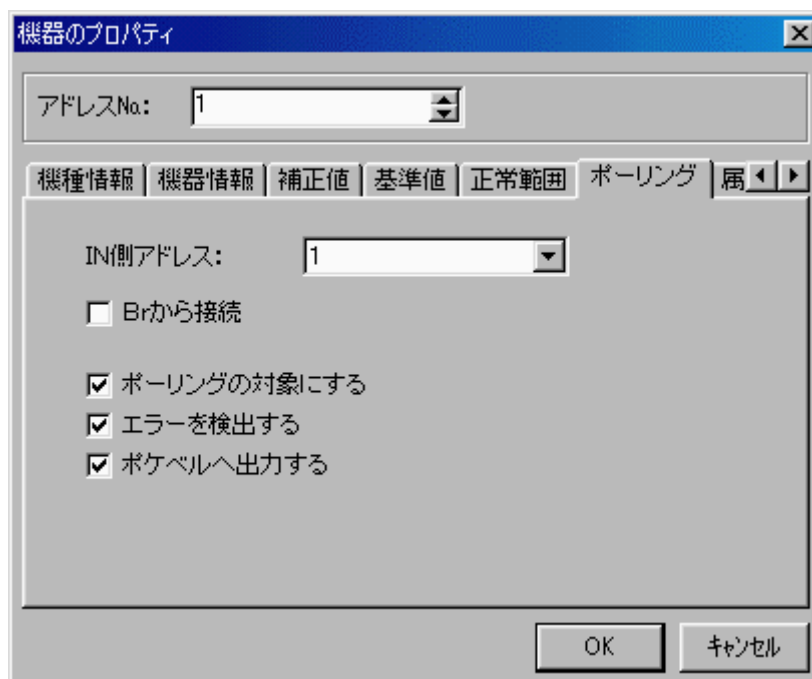 機器のプロパティ
アドレスNo: 1
機種情報 機器情報 補正値 基準値 正常範囲 ポーリング 属
IN側アドレス: 1
Brから接続
ポーリングの対象にする
エラーを検出する
ポケベルへ出力する
OK キャンセル